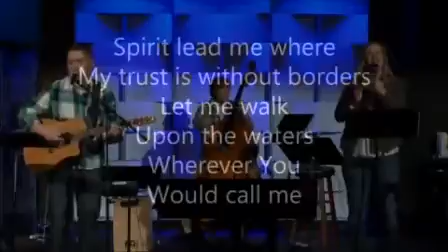 Spirit lead me where
My trust is without borders
Let me walk
Upon the waters
Wherever You
Would call me